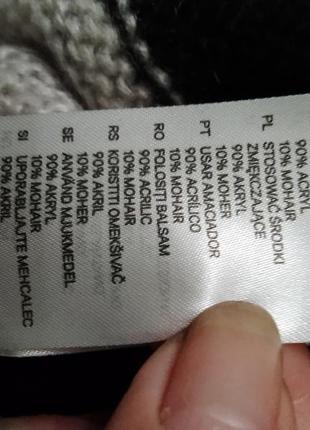 90% ACRYL
10% MOHAIR
PL STOSOWAĆ ŚRODKI
ZMIĘKCZAJĄCE
90% AKRYL
10% MOHER
PT USAR AMACIADOR
90% ACRÍLICO
10% MOHAIR
RO FOLOSITI BALSAM
90% ACRILIC
10% MOHAIR
RS KORISTITI OMEKŠIVAČ
90% AKRIL
10% MOHER
SE ANVÄND MJUKMEDEL
90% AKRYL
10% MOHAIR
SI UPORABLJAJTE MEHČALEC
90% AKRIL